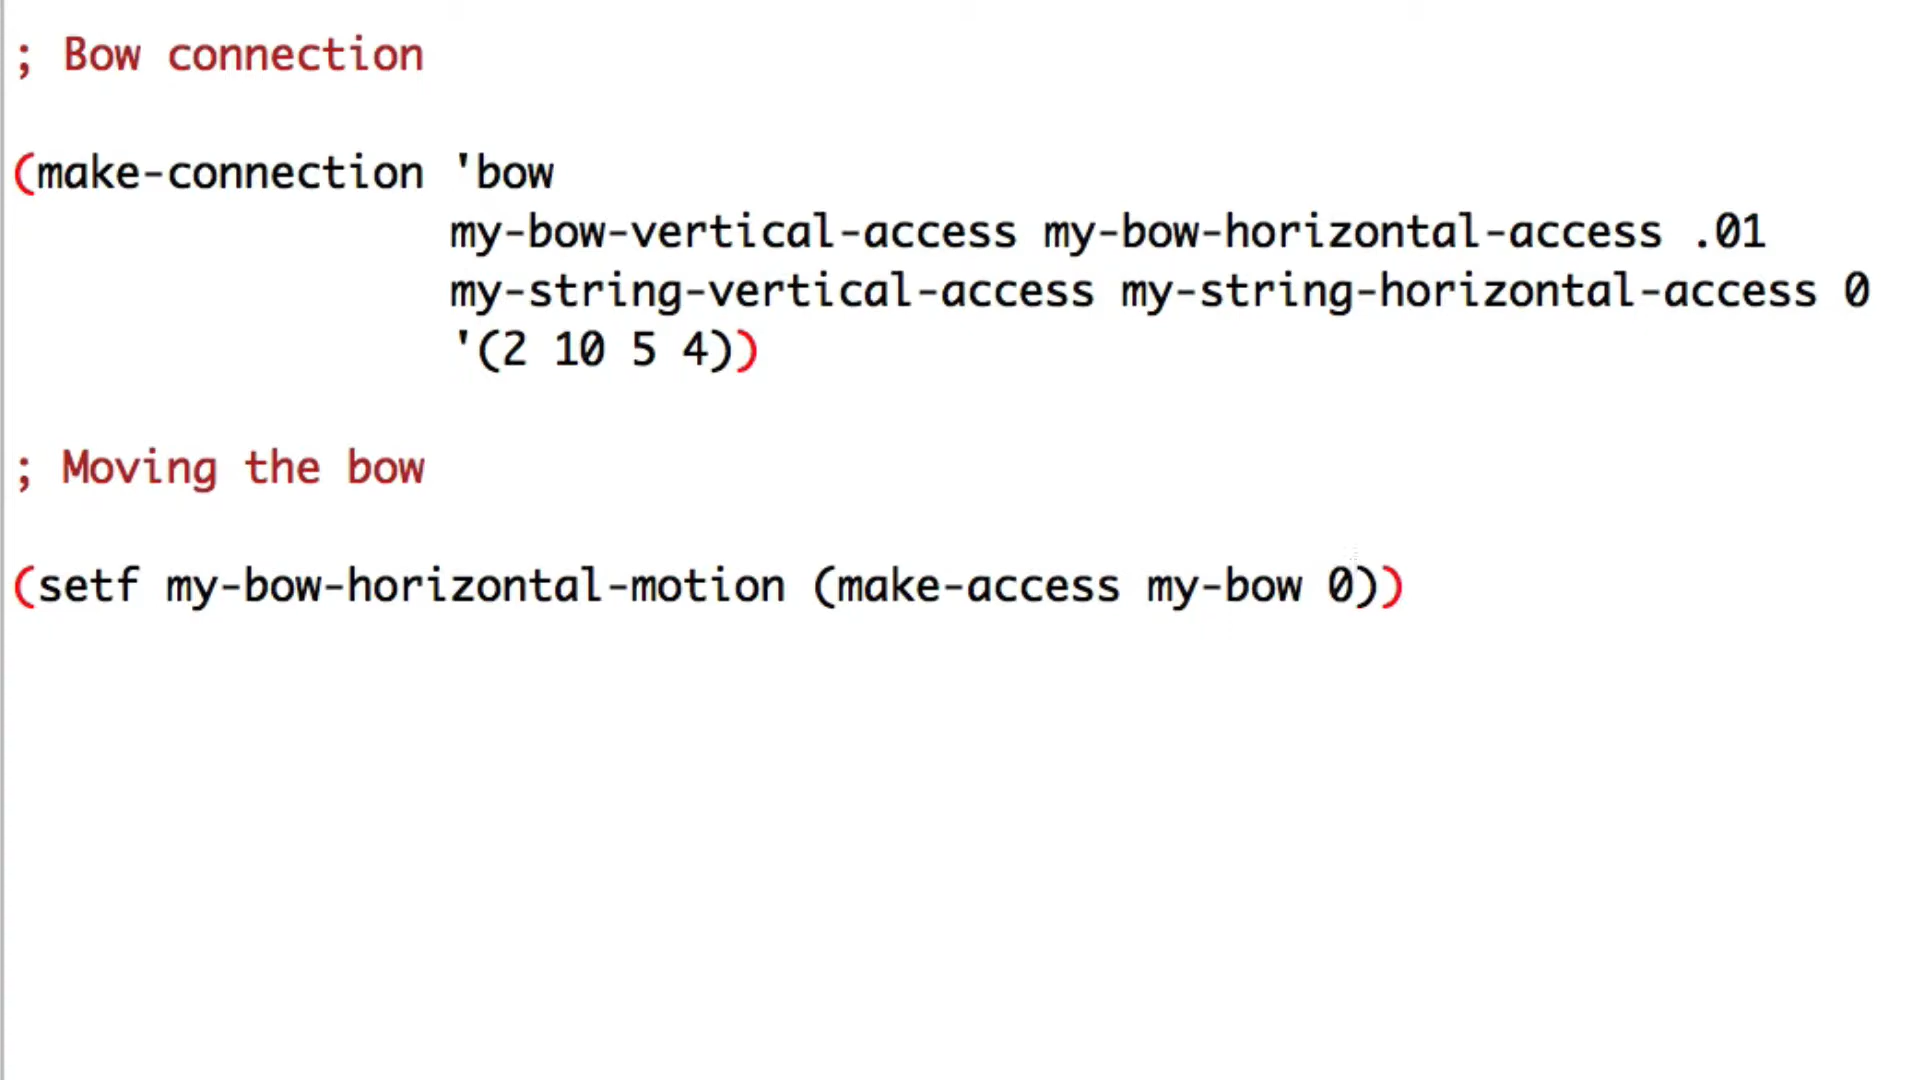 ; Bow connection
(make-connection 'bow
my-bow-vertical-access my-bow-horizontal-access .01
my-string-vertical-access my-string-horizontal-access 0
'(2 10 5 4))
; Moving the bow
(setf my-bow-horizontal-motion (make-access my-bow 0))